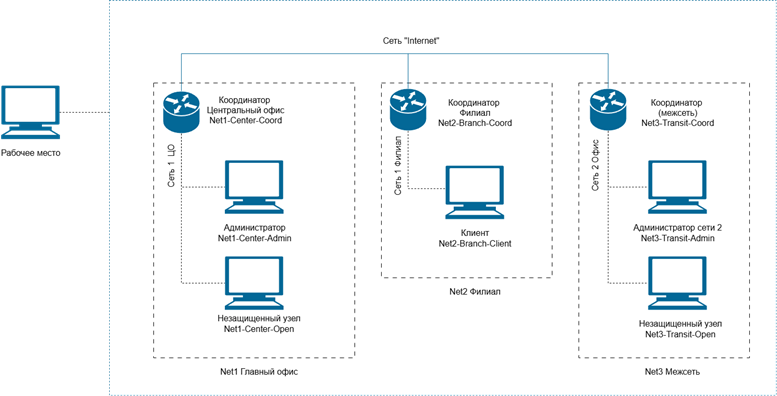 Сеть "Internet"
Рабочее место
Координатор
Центральный офис
Net1-Center-Coord
Сеть 1 ЦО
Администратор
Net1-Center-Admin
Незащищенный узел
Net1-Center-Open
Net1 Главный офис
Координатор
Филиал
Net2-Branch-Coord
Сеть 1 Филиал
Клиент
Net2-Branch-Client
Net2 Филиал
Координатор
(межсеть)
Net3-Transit-Coord
Сеть 2 Офис
Администратор сети 2
Net3-Transit-Admin
Незащищенный узел
Net3-Transit-Open
Net3 Межсеть